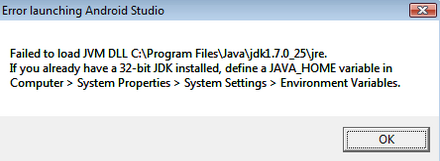 Error launching Android Studio
Failed to load JVM DLL C:\Program Files\Java\jdk1.7.0_25\jre.
If you already have a 32-bit JDK installed, define a JAVA_HOME variable in
Computer > System Properties > System Settings > Environment Variables.
OK